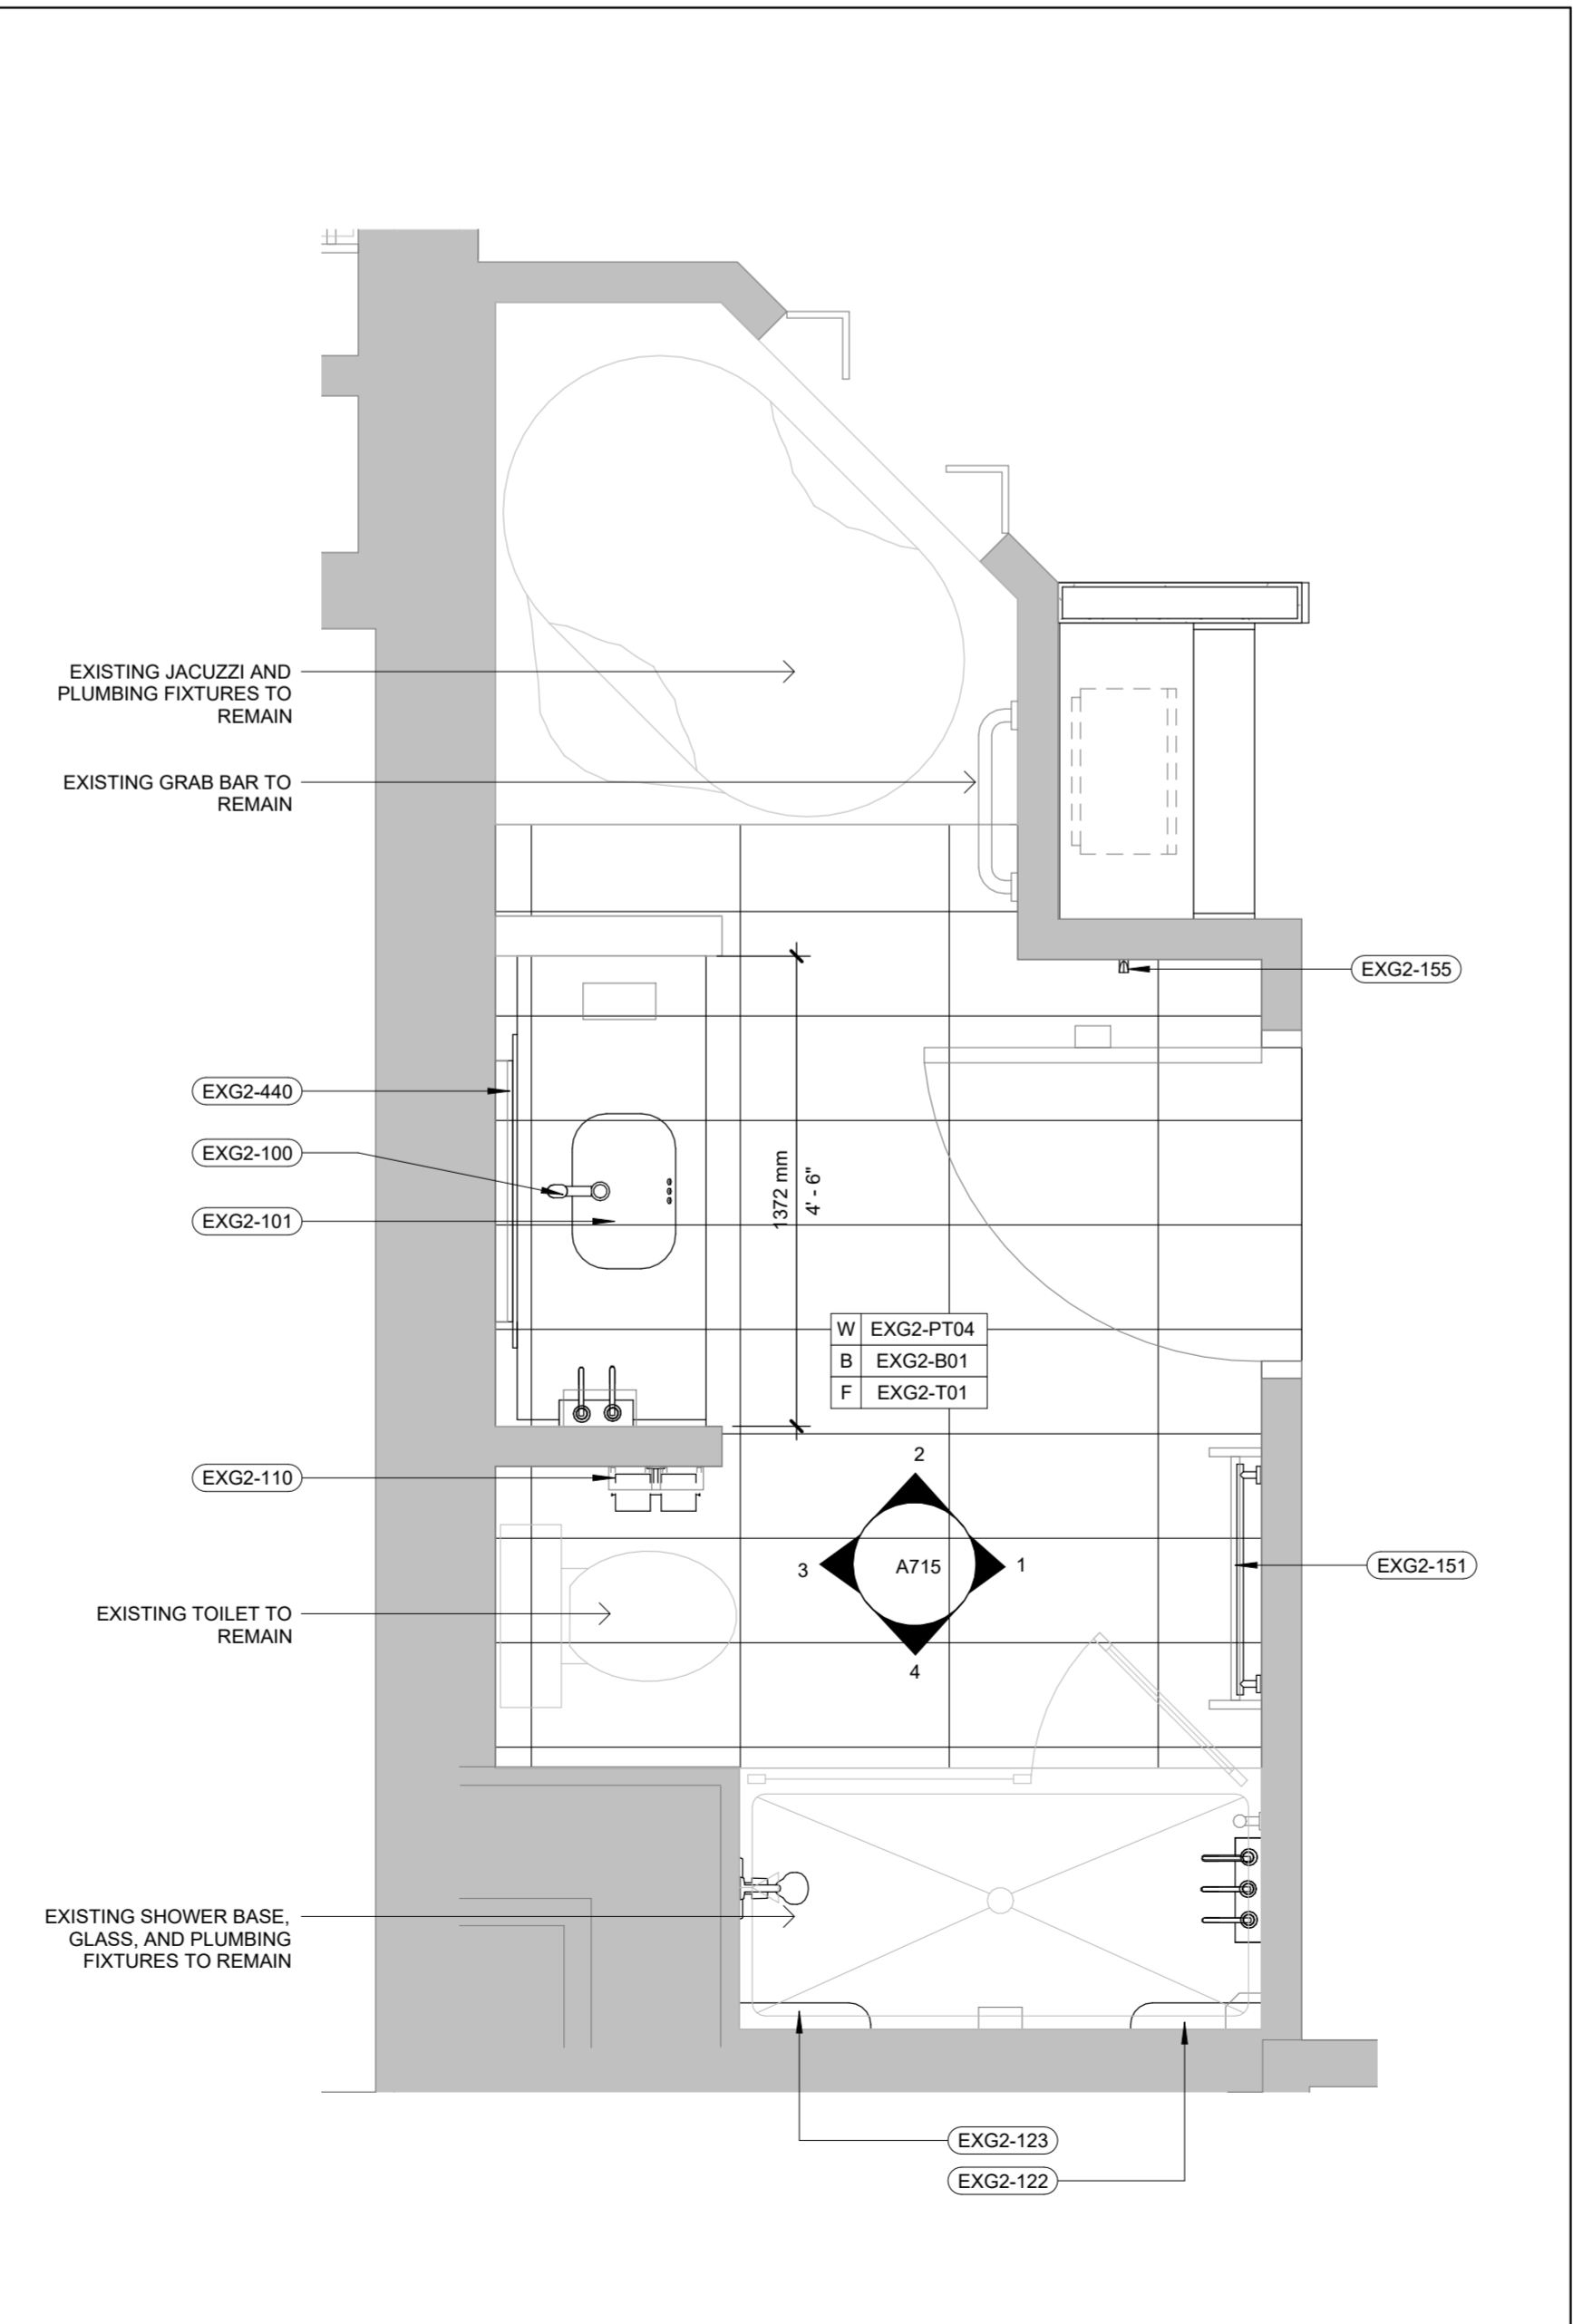 EXISTING JACUZZI AND
PLUMBING FIXTURES TO
REMAIN
EXISTING GRAB BAR TO
REMAIN
EXG2-155
EXG2-440
EXG2-100
EXG2-101
1372 mm
4' - 6"
W EXG2-PT04
B EXG2-B01
F EXG2-T01
EXG2-110
2
3
A715
1
4
EXG2-151
EXISTING TOILET TO
REMAIN
EXISTING SHOWER BASE,
GLASS, AND PLUMBING
FIXTURES TO REMAIN
EXG2-123
EXG2-122